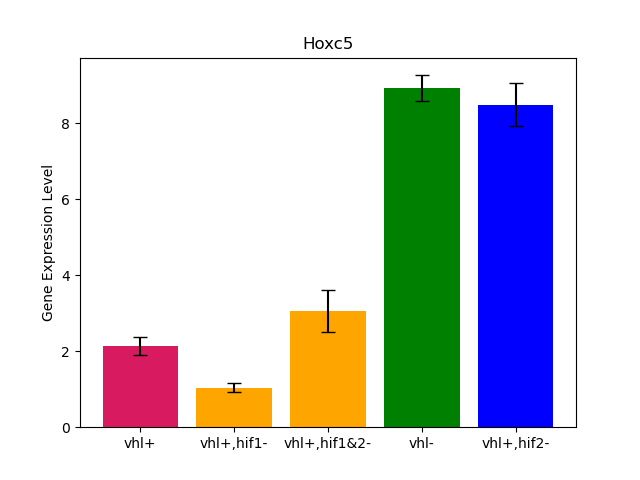 Hoxc5
Gene Expression Level
8
6
4
2
0
vhl+ vhl+,hif1- vhl+,hif1&2- vhl- vhl+,hif2-